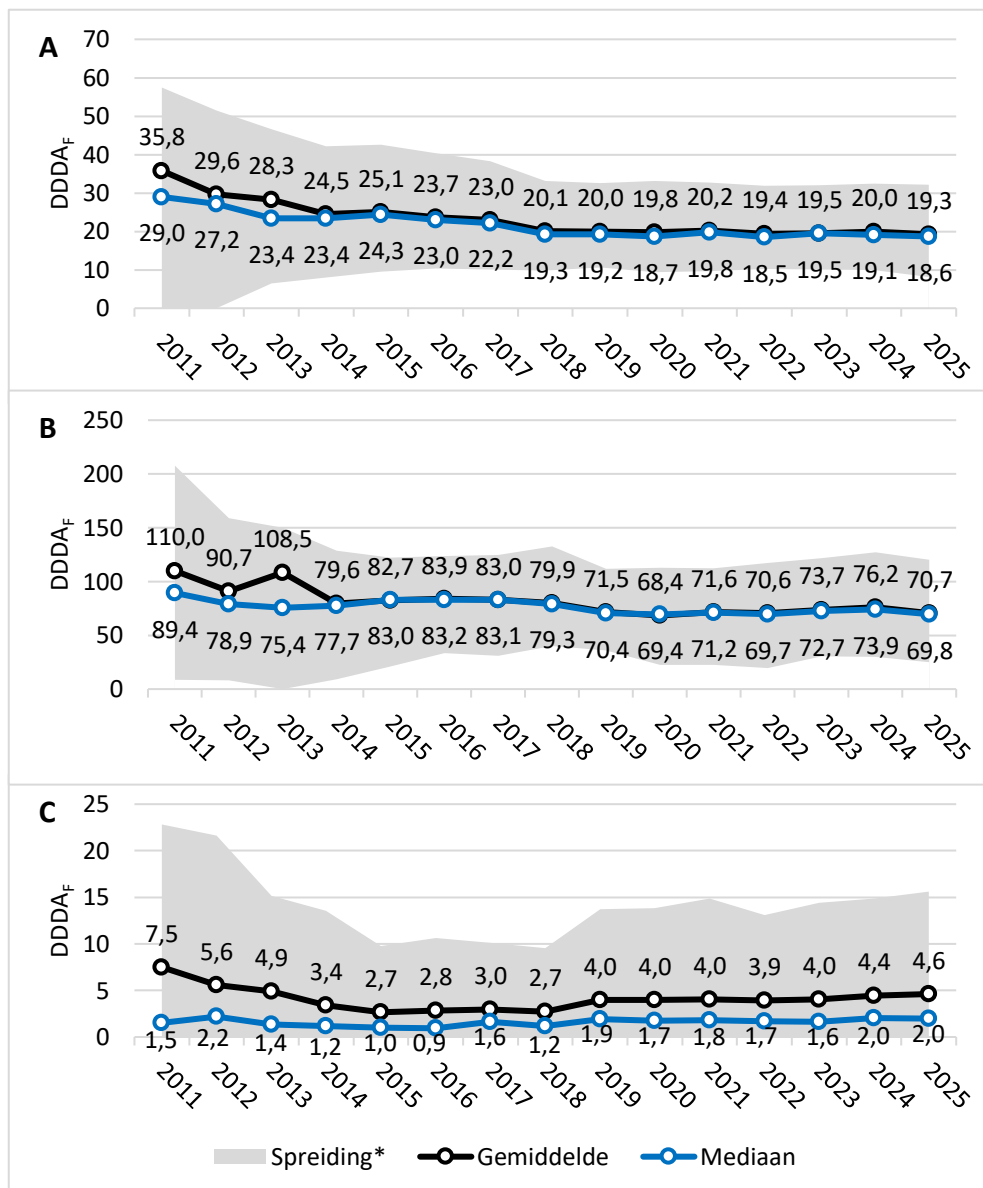 A
DDDA_F
70
60
50
40
30
20
10
0
35,8 29,6 28,3 24,5 25,1 23,7 23,0 20,1 20,0 19,8 20,2 19,4 19,5 20,0 19,3
29,0 27,2 23,4 23,4 24,3 23,0 22,2 19,3 19,2 18,7 19,8 18,5 19,5 19,1 18,6
2011 2012 2013 2014 2015 2016 2017 2018 2019 2020 2021 2022 2023 2024 2025
B
DDDA_F
250
200
150
100
50
0
110,0 90,7 108,5 79,6 82,7 83,9 83,0 79,9 71,5 68,4 71,6 70,6 73,7 76,2 70,7
89,4 78,9 75,4 77,7 83,0 83,2 83,1 79,3 70,4 69,4 71,2 69,7 72,7 73,9 69,8
2011 2012 2013 2014 2015 2016 2017 2018 2019 2020 2021 2022 2023 2024 2025
C
DDDA_F
25
20
15
10
5
0
7,5 5,6 4,9 3,4 2,7 2,8 3,0 2,7 4,0 4,0 4,0 3,9 4,0 4,4 4,6
1,5 2,2 1,4 1,2 1,0 0,9 1,6 1,2 1,9 1,7 1,8 1,7 1,6 2,0 2,0
2011 2012 2013 2014 2015 2016 2017 2018 2019 2020 2021 2022 2023 2024 2025
Spreiding* Gemiddelde Mediaan